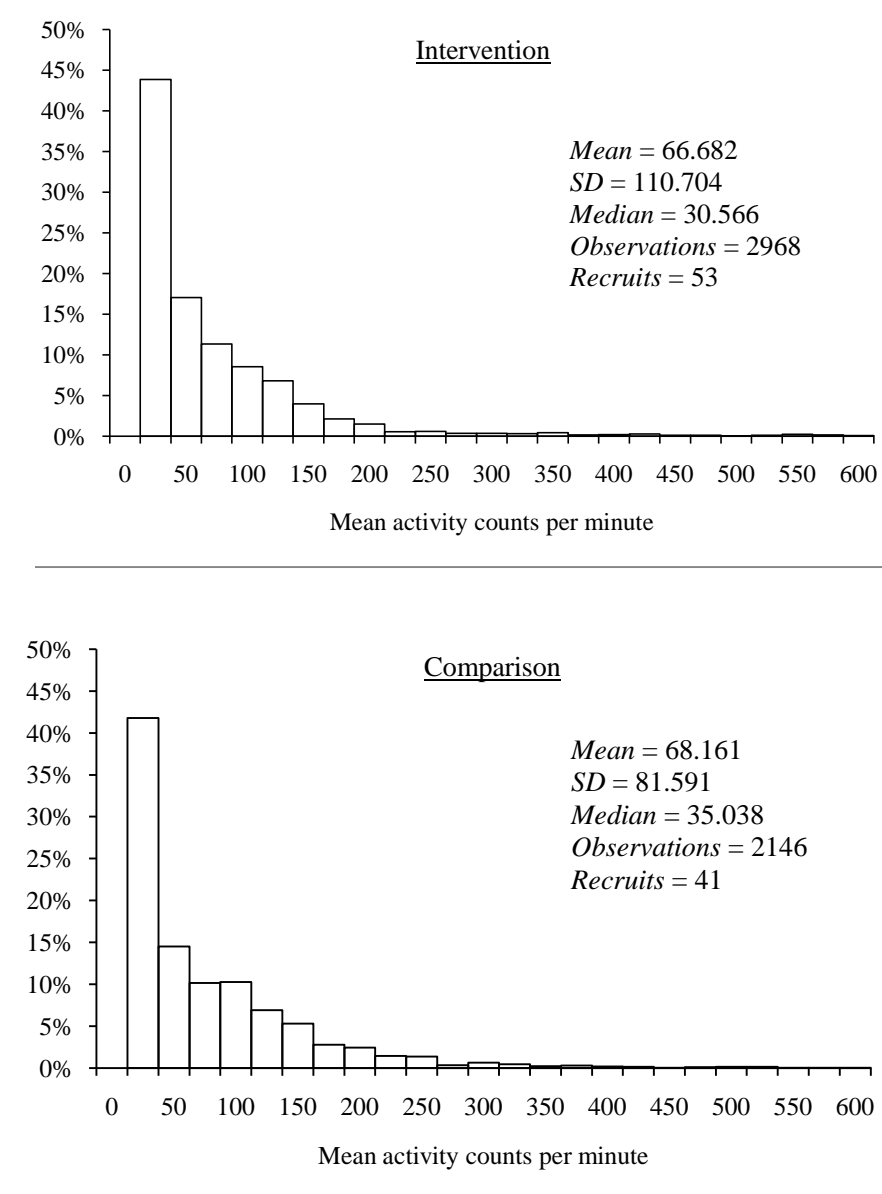 Intervention
50%
45%
40%
35%
30%
25%
20%
15%
10%
5%
0%
Mean = 66.682
SD = 110.704
Median = 30.566
Observations = 2968
Recruits = 53
0 50 100 150 200 250 300 350 400 450 500 550 600
Mean activity counts per minute
Comparison
50%
45%
40%
35%
30%
25%
20%
15%
10%
5%
0%
Mean = 68.161
SD = 81.591
Median = 35.038
Observations = 2146
Recruits = 41
0 50 100 150 200 250 300 350 400 450 500 550 600
Mean activity counts per minute